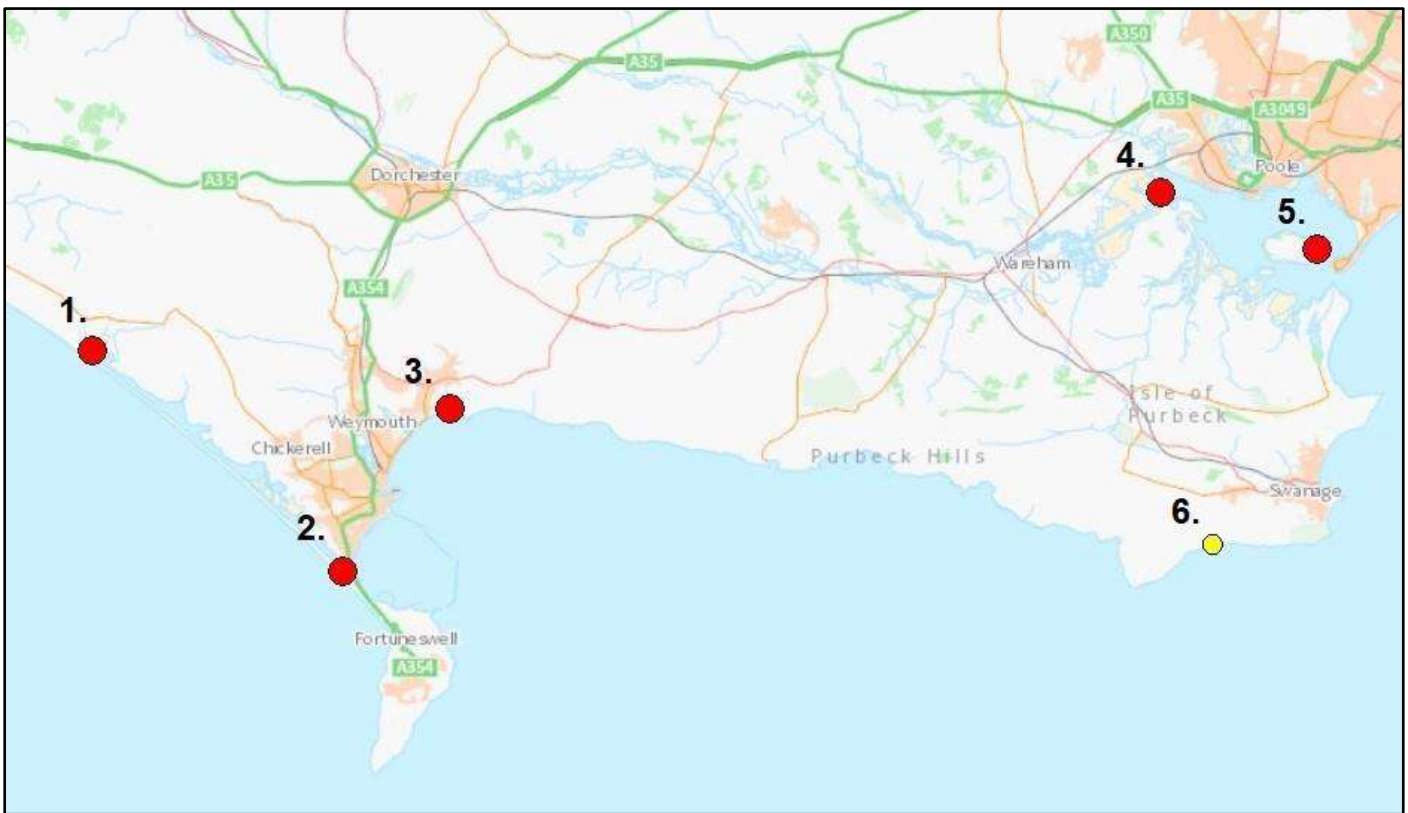 A350
A35
A35
A3049
4.
Poole
Dorchester
A35
5.
Wareham
A354
1.
3.
Isle of
Purbeck
Weymouth
Chickerell
Purbeck Hills
Swanage
6.
2.
Fortuneswell
A354